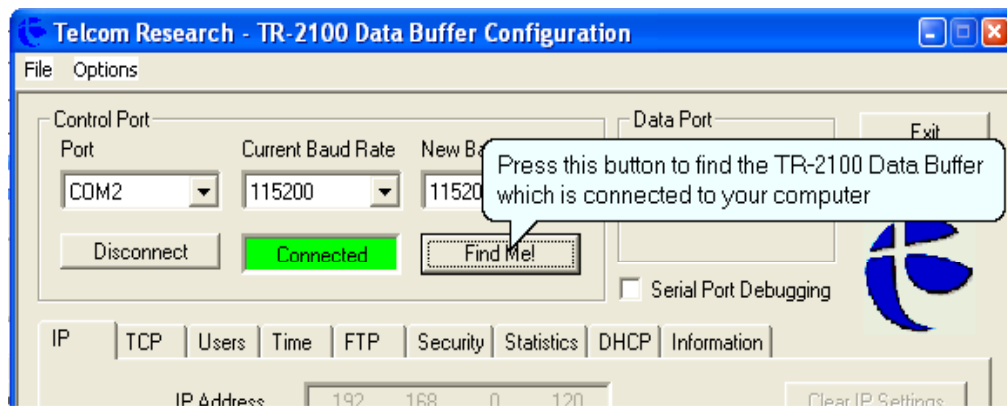 Telcom Research - TR-2100 Data Buffer Configuration
File Options
Control Port
Data Port
Exit
Port
Current Baud Rate
Press this button to find the TR-2100 Data Buffer
which is connected to your computer
COM2
115200
Disconnect
Connected
Find Me!
Serial Port Debugging
IP TCP Users Time FTP Security Statistics DHCP Information
IP Address 192 168 0 120 Clear IP Settings